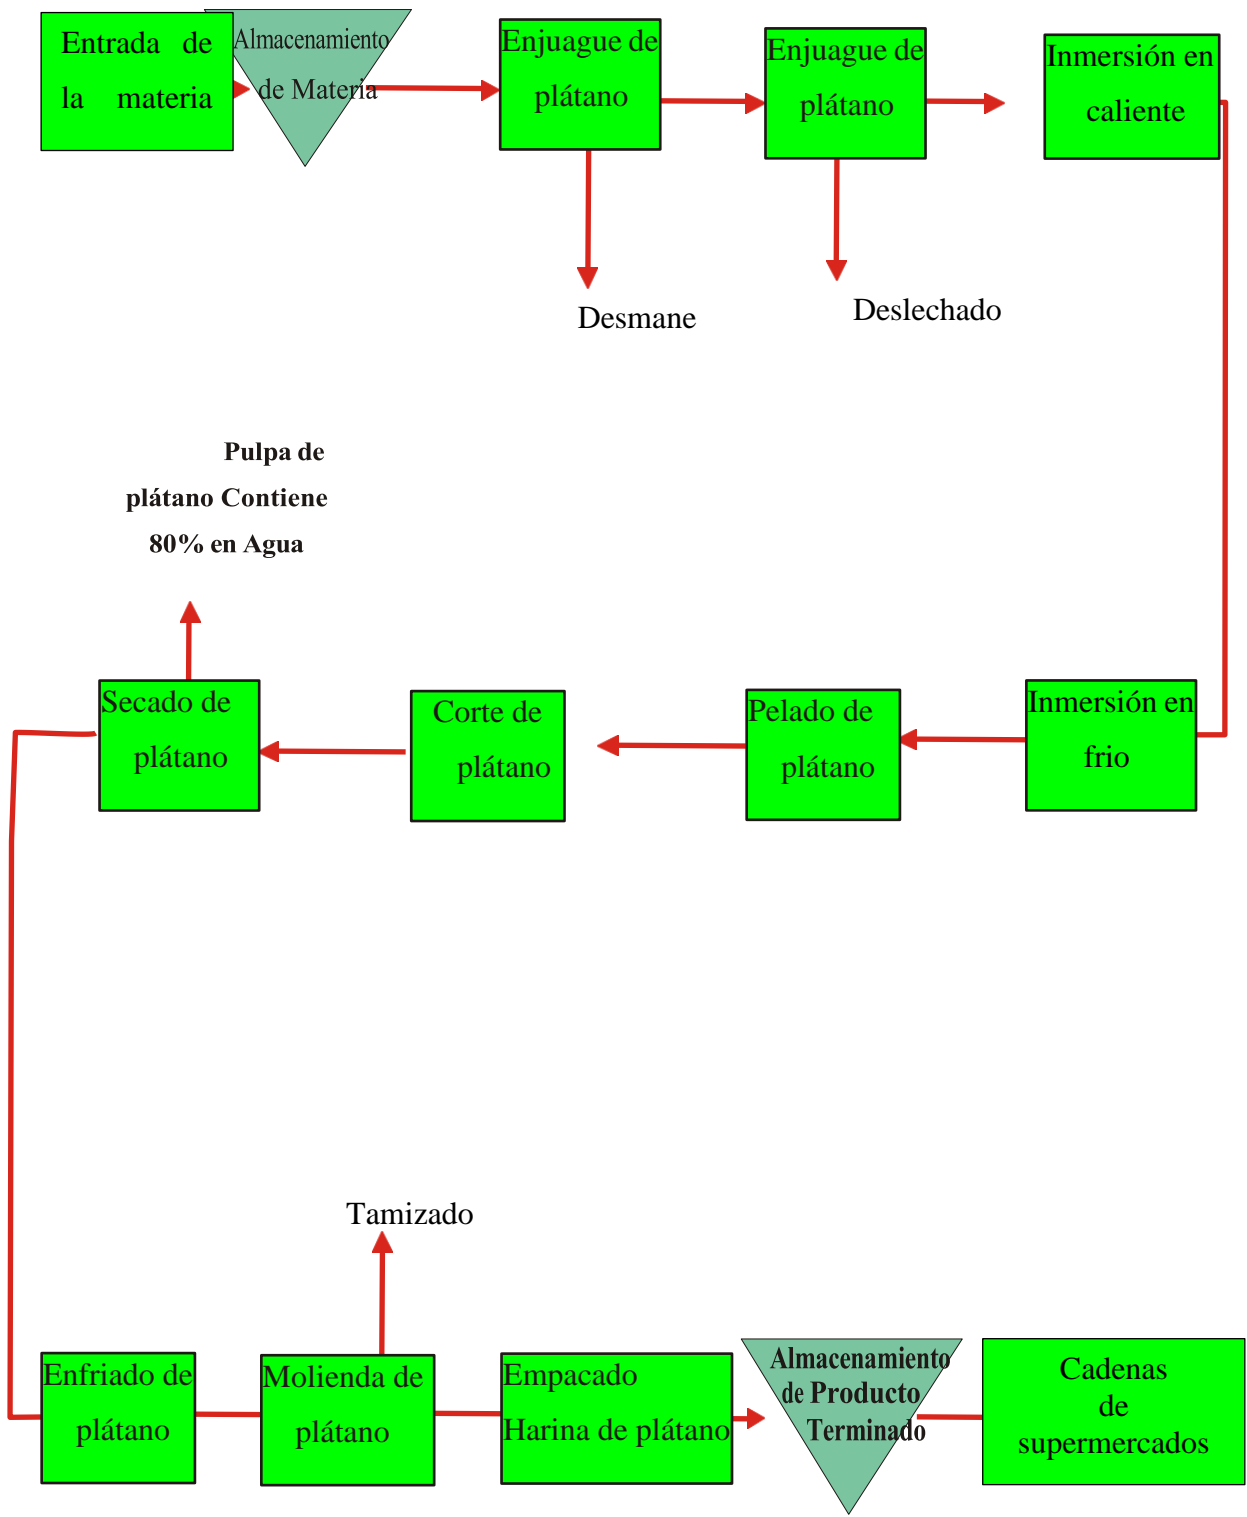 Entrada de
la materia
Almacenamiento
de Materia
Enjuague de
plátano
Enjuague de
plátano
Inmersión en
caliente
Desmane
Deslechado
Pulpa de
plátano Contiene
80% en Agua
Secado de
plátano
Corte de
plátano
Pelado de
plátano
Inmersión en
frio
Tamizado
Enfriado de
plátano
Molienda de
plátano
Empacado
Harina de plátano
Almacenamiento
de Producto
Terminado
Cadenas
de
supermercados